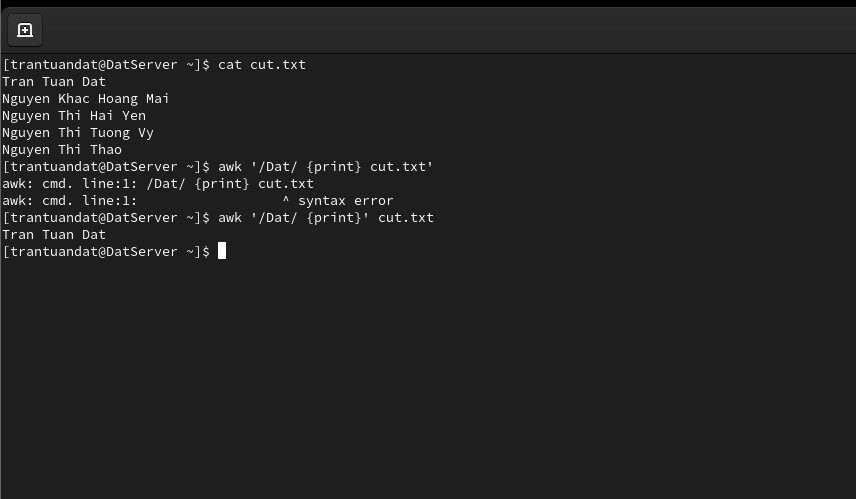 [trantuandat@DatServer ~]$ cat cut.txt
Tran Tuan Dat
Nguyen Khac Hoang Mai
Nguyen Thi Hai Yen
Nguyen Thi Tuong Vy
Nguyen Thi Thao
[trantuandat@DatServer ~]$ awk '/Dat/ {print} cut.txt'
awk: cmd. line:1: /Dat/ {print} cut.txt
awk: cmd. line:1:                  ^ syntax error
[trantuandat@DatServer ~]$ awk '/Dat/ {print}' cut.txt
Tran Tuan Dat
[trantuandat@DatServer ~]$